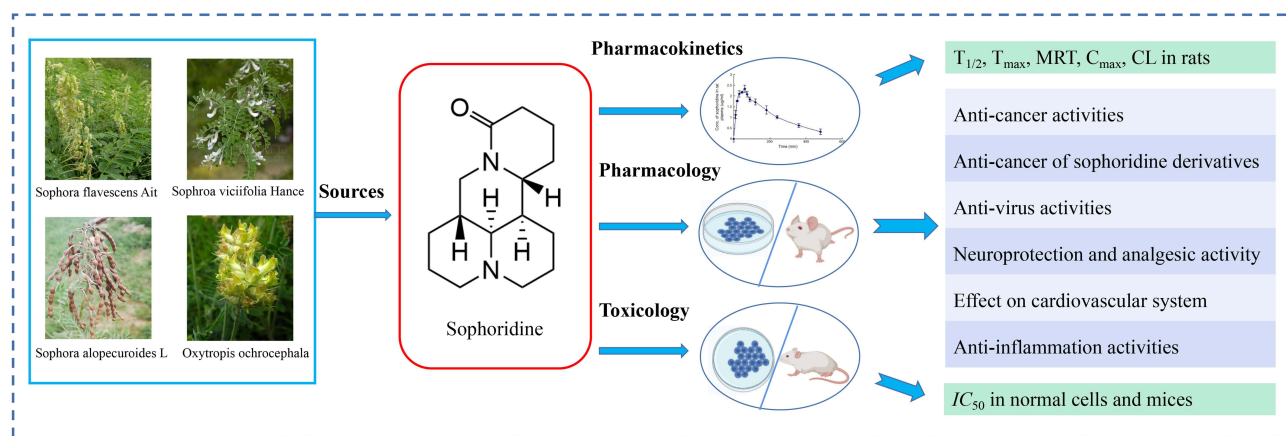 Sophora flavescens Ait
Sophroa viciifolia Hance
Sophora alopecuroides L
Oxytropis ochrocephala
Sources
O
N
H
H
H
H
N
Sophoridine
Pharmacokinetics
Time (min)
Pharmacology
Toxicology
T1/2, Tmax, MRT, Cmax, CL in rats
Anti-cancer activities
Anti-cancer of sophoridine derivatives
Anti-virus activities
Neuroprotection and analgesic activity
Effect on cardiovascular system
Anti-inflammation activities
IC50 in normal cells and mices